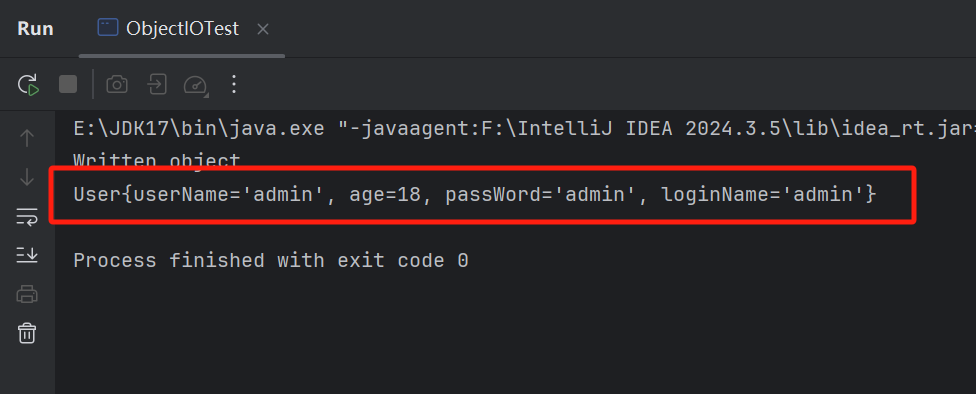 Run ObjectIOTest
E:\JDK17\bin\java.exe "-javaagent:F:\IntelliJ IDEA 2024.3.5\lib\idea_rt.jar=
Written object
User{userName='admin', age=18, passWord='admin', loginName='admin'}
Process finished with exit code 0